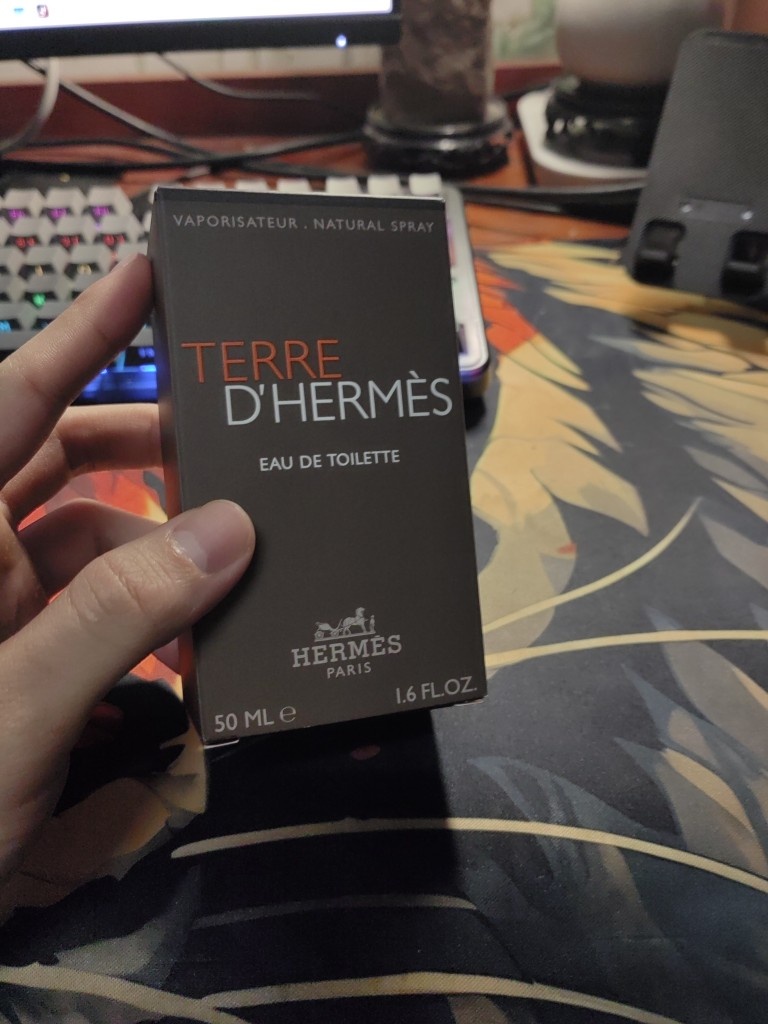 VAPORISATEUR . NATURAL SPRAY
TERRE
D'HERMÈS
EAU DE TOILETTE
HERMÈS
PARIS
50 ML ℮
1.6 FL.OZ.